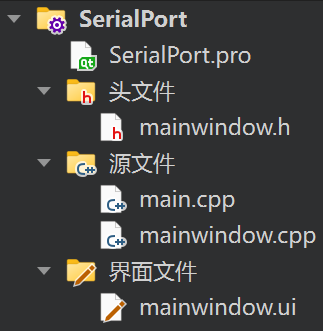 SerialPort
SerialPort.pro
头文件
mainwindow.h
源文件
main.cpp
mainwindow.cpp
界面文件
mainwindow.ui